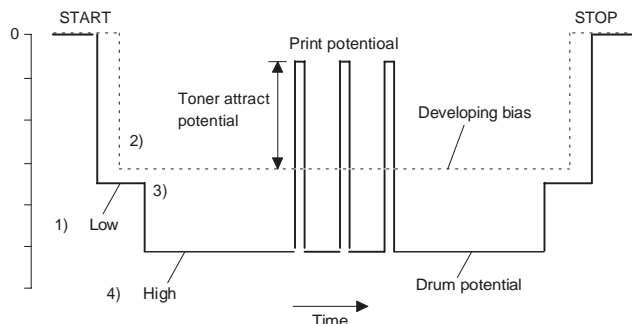 START
STOP
0
Print potentioal
Toner attract
potential
Developing bias
2)
3)
1) Low
4) High
Drum potential
Time